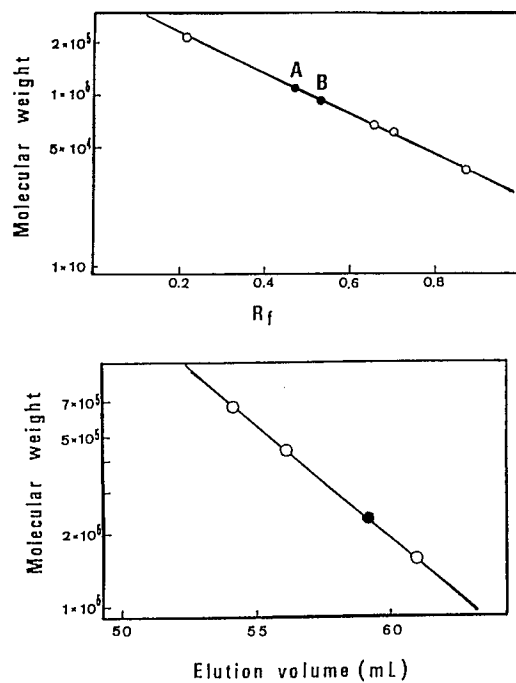 Molecular weight
2×10⁵
1×10⁵
5×10⁴
1×10
A
B
0.2
0.4
0.6
0.8
R_f
Molecular weight
7×10⁵
5×10⁵
2×10⁵
1×10⁵
50
55
60
Elution volume (mL)